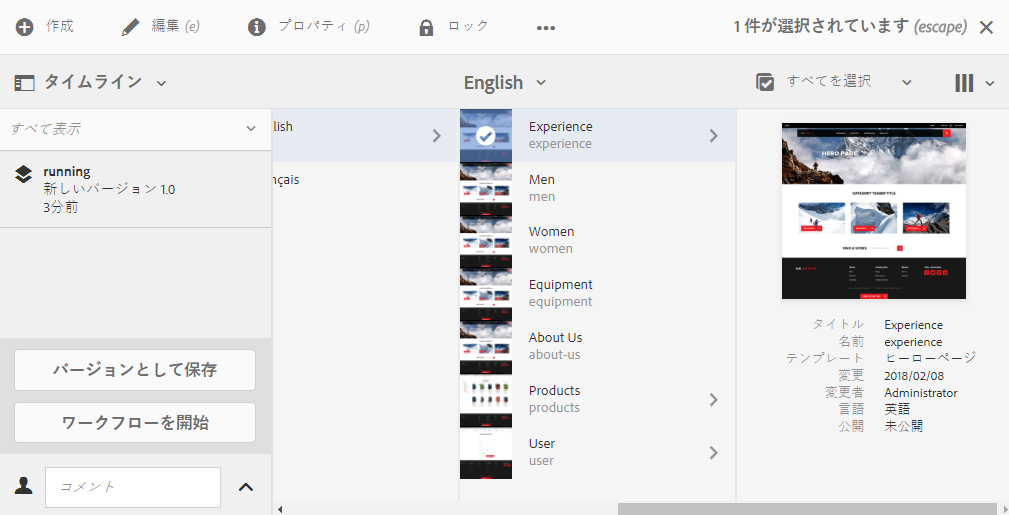 作成
編集 (e)
プロパティ (p)
ロック
1 件が選択されています (escape)
タイムライン
English
すべてを選択
すべて表示
running
新しいバージョン 1.0
3分前
バージョンとして保存
ワークフローを開始
コメント
lish
nçais
Experience
experience
Men
men
Women
women
Equipment
equipment
About Us
about-us
Products
products
User
user
HERO PAGE
CATEGORY TEASER TITLE
FIND A STORE
タイトル Experience
名前 experience
テンプレート ヒーローページ
変更 2018/02/08
変更者 Administrator
言語 英語
公開 未公開